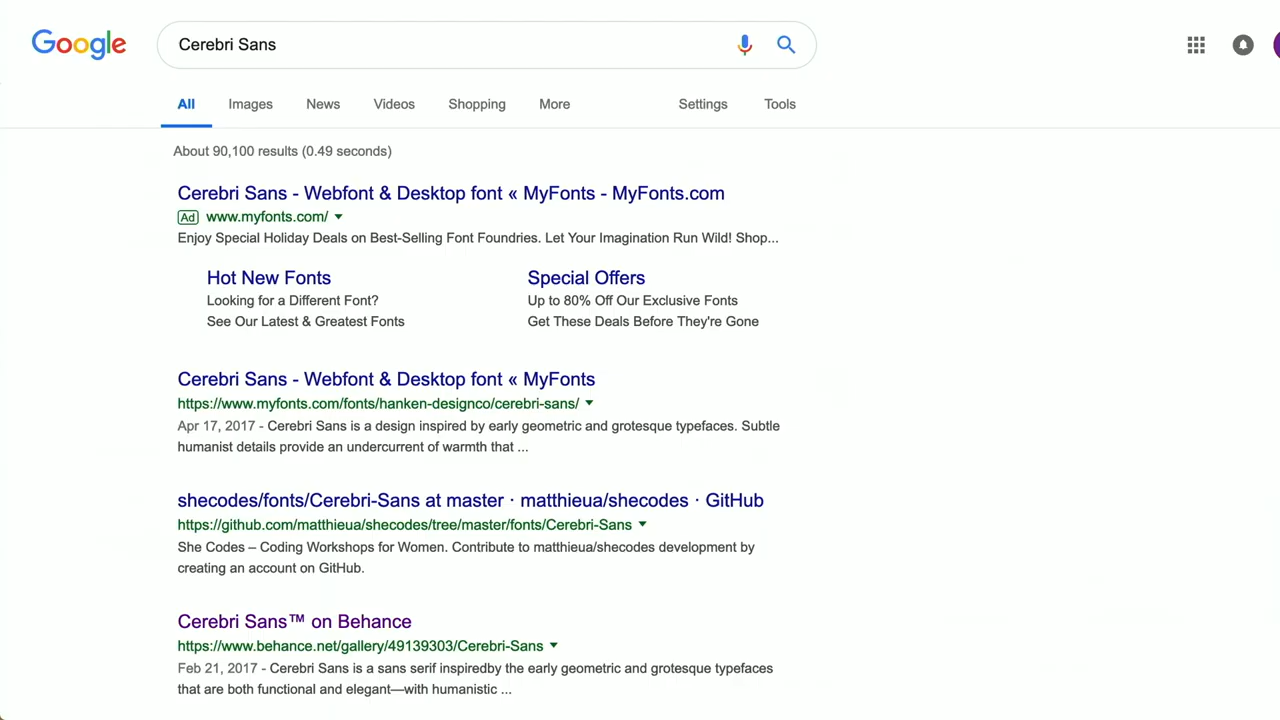 Google
Cerebri Sans
All Images News Videos Shopping More Settings Tools
About 90,100 results (0.49 seconds)
Cerebri Sans - Webfont & Desktop font « MyFonts - MyFonts.com
Ad www.myfonts.com/
Enjoy Special Holiday Deals on Best-Selling Font Foundries. Let Your Imagination Run Wild! Shop...
Hot New Fonts
Looking for a Different Font?
See Our Latest & Greatest Fonts
Special Offers
Up to 80% Off Our Exclusive Fonts
Get These Deals Before They're Gone
Cerebri Sans - Webfont & Desktop font « MyFonts
https://www.myfonts.com/fonts/hanken-designco/cerebri-sans/
Apr 17, 2017 - Cerebri Sans is a design inspired by early geometric and grotesque typefaces. Subtle
humanist details provide an undercurrent of warmth that ...
shecodes/fonts/Cerebri-Sans at master · matthieua/shecodes · GitHub
https://github.com/matthieua/shecodes/tree/master/fonts/Cerebri-Sans
She Codes – Coding Workshops for Women. Contribute to matthieua/shecodes development by
creating an account on GitHub.
Cerebri Sans™ on Behance
https://www.behance.net/gallery/49139303/Cerebri-Sans
Feb 21, 2017 - Cerebri Sans is a sans serif inspiredby the early geometric and grotesque typefaces
that are both functional and elegant—with humanistic ...